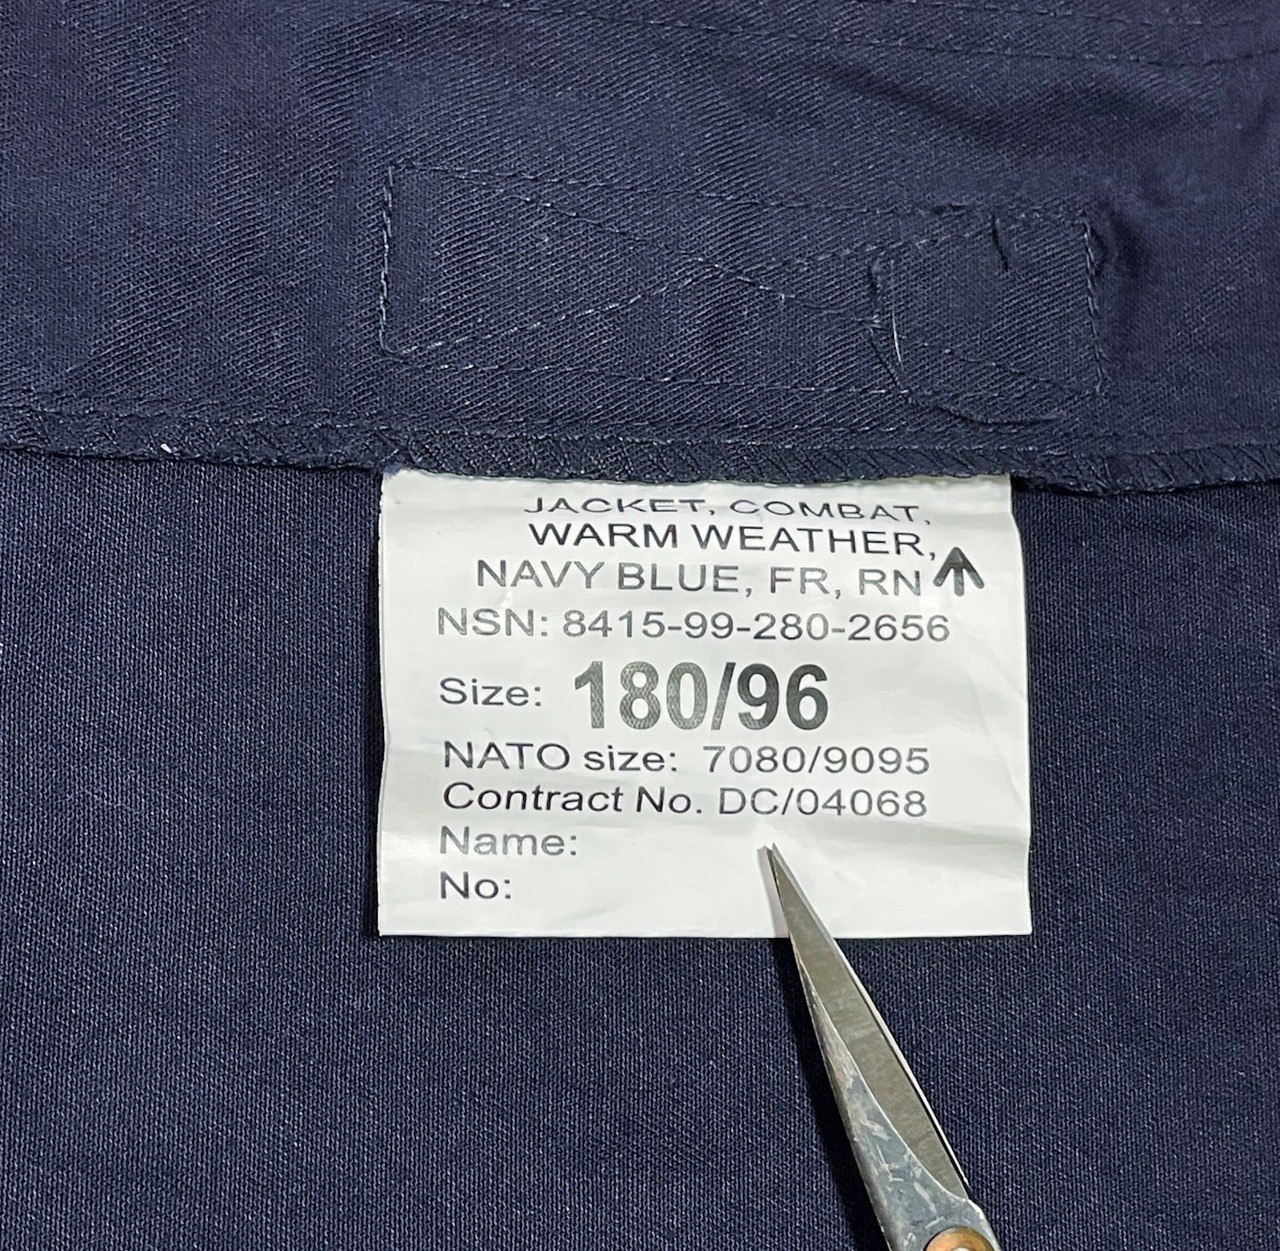 JACKET, COMBAT,
WARM WEATHER,
NAVY BLUE, FR, RN
NSN: 8415-99-280-2656
Size: 180/96
NATO size: 7080/9095
Contract No. DC/04068
Name:
No: